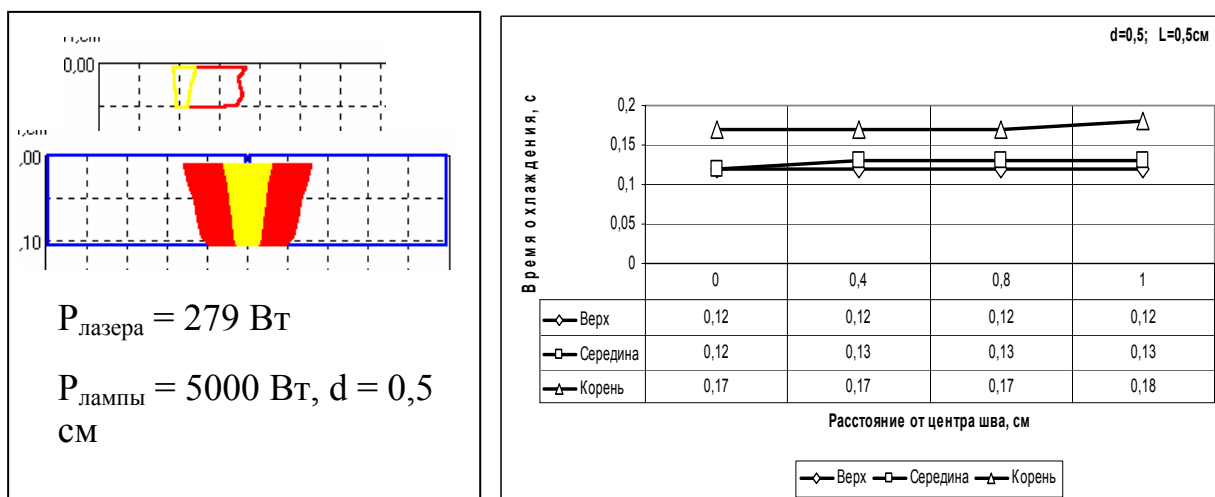 0,00
,00
,10
Pлазера = 279 Вт
Pлампы = 5000 Вт, d = 0,5
см
d=0,5; L=0,5см
Время охлаждения, с
0,2
0,15
0,1
0,05
0
0 0,4 0,8 1
Верх 0,12 0,12 0,12 0,12
Середина 0,12 0,13 0,13 0,13
Корень 0,17 0,17 0,17 0,18
Расстояние от центра шва, см
Верх Середина Корень